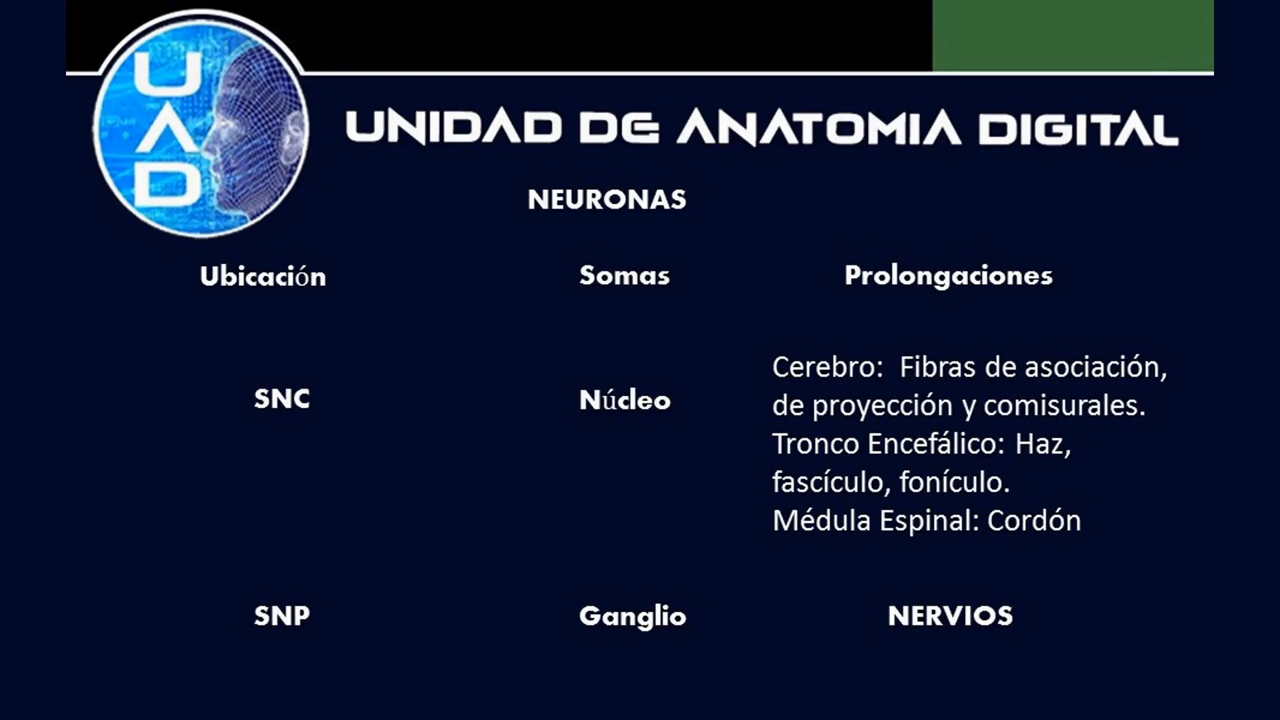 UAD
UNIDAD DE ANATOMIA DIGITAL
NEURONAS
Ubicación Somas Prolongaciones
SNC Núcleo Cerebro: Fibras de asociación,
de proyección y comisurales.
Tronco Encefálico: Haz,
fascículo, fonículo.
Médula Espinal: Cordón
SNP Ganglio NERVIOS